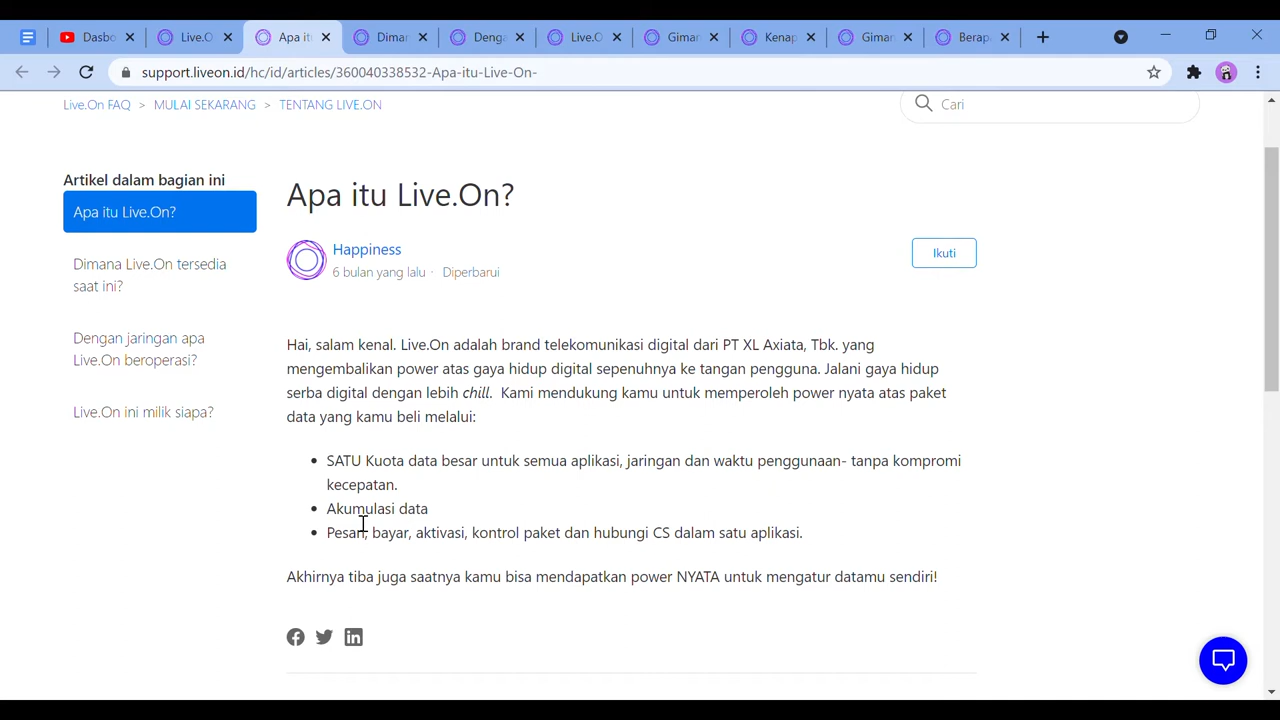 Dasbo
Live.O
Apa itu
Diman
Denga
Live.O
Gimar
Kenap
Gimar
Berap
support.liveon.id/hc/id/articles/360040338532-Apa-itu-Live-On-
Live.On FAQ > MULAI SEKARANG > TENTANG LIVE.ON
Cari
Artikel dalam bagian ini
Apa itu Live.On?
Dimana Live.On tersedia
saat ini?
Dengan jaringan apa
Live.On beroperasi?
Live.On ini milik siapa?
Apa itu Live.On?
Happiness
6 bulan yang lalu · Diperbarui
Ikuti
Hai, salam kenal. Live.On adalah brand telekomunikasi digital dari PT XL Axiata, Tbk. yang
mengembalikan power atas gaya hidup digital sepenuhnya ke tangan pengguna. Jalani gaya hidup
serba digital dengan lebih chill. Kami mendukung kamu untuk memperoleh power nyata atas paket
data yang kamu beli melalui:
• SATU Kuota data besar untuk semua aplikasi, jaringan dan waktu penggunaan- tanpa kompromi
kecepatan.
• Akumulasi data
• Pesan, bayar, aktivasi, kontrol paket dan hubungi CS dalam satu aplikasi.
Akhirnya tiba juga saatnya kamu bisa mendapatkan power NYATA untuk mengatur datamu sendiri!